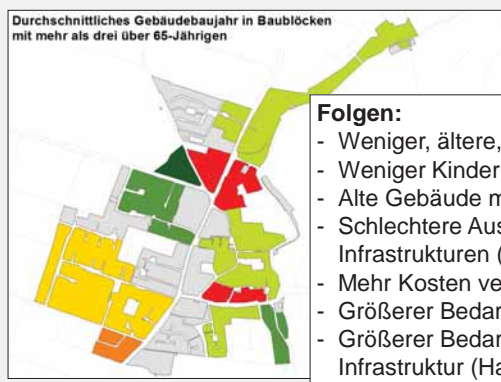 Durchschnittliches Gebäudebaujahr in Baublöcken
mit mehr als drei über 65-Jährigen
Folgen:
- Weniger, ältere,
- Weniger Kinder
- Alte Gebäude m
- Schlechtere Aus
Infrastrukturen (
- Mehr Kosten ve
- Größerer Bedar
- Größerer Bedar
Infrastruktur (Ha